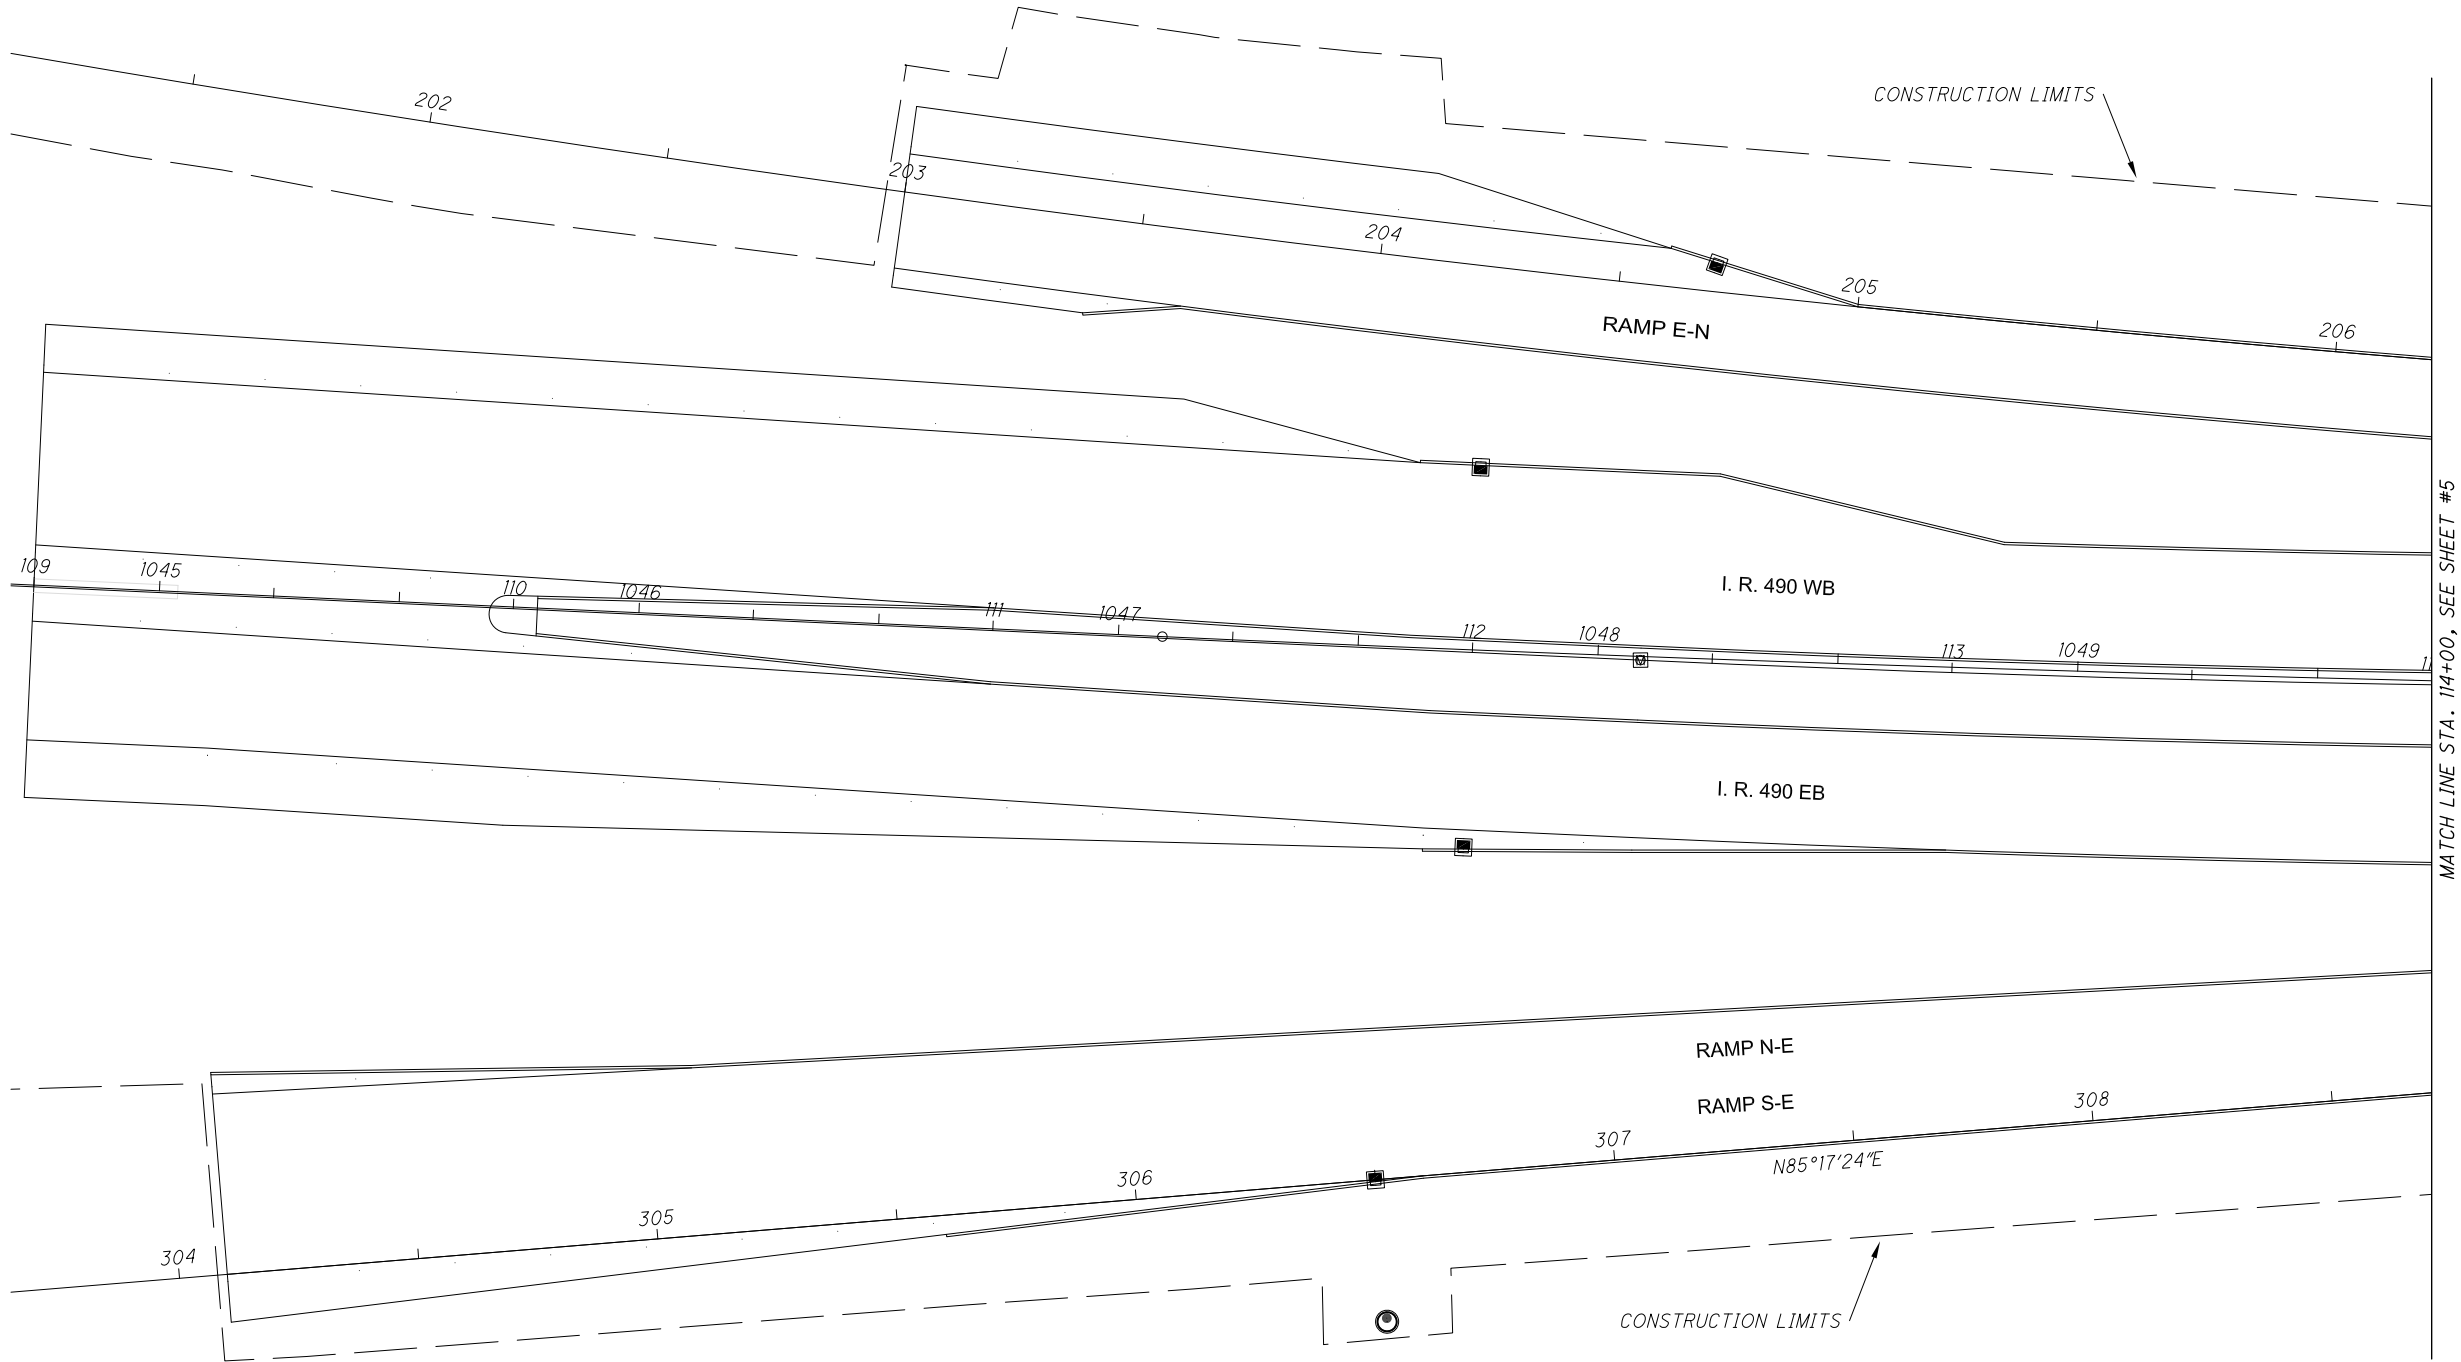 CONSTRUCTION LIMITS
202
203
204
205
206
RAMP E-N
109
1045
110
1046
111
1047
112
1048
113
1049
I. R. 490 WB
I. R. 490 EB
MATCH LINE STA. 114+00, SEE SHEET #5
RAMP N-E
RAMP S-E
304
305
306
307
308
N85°17'24"E
CONSTRUCTION LIMITS